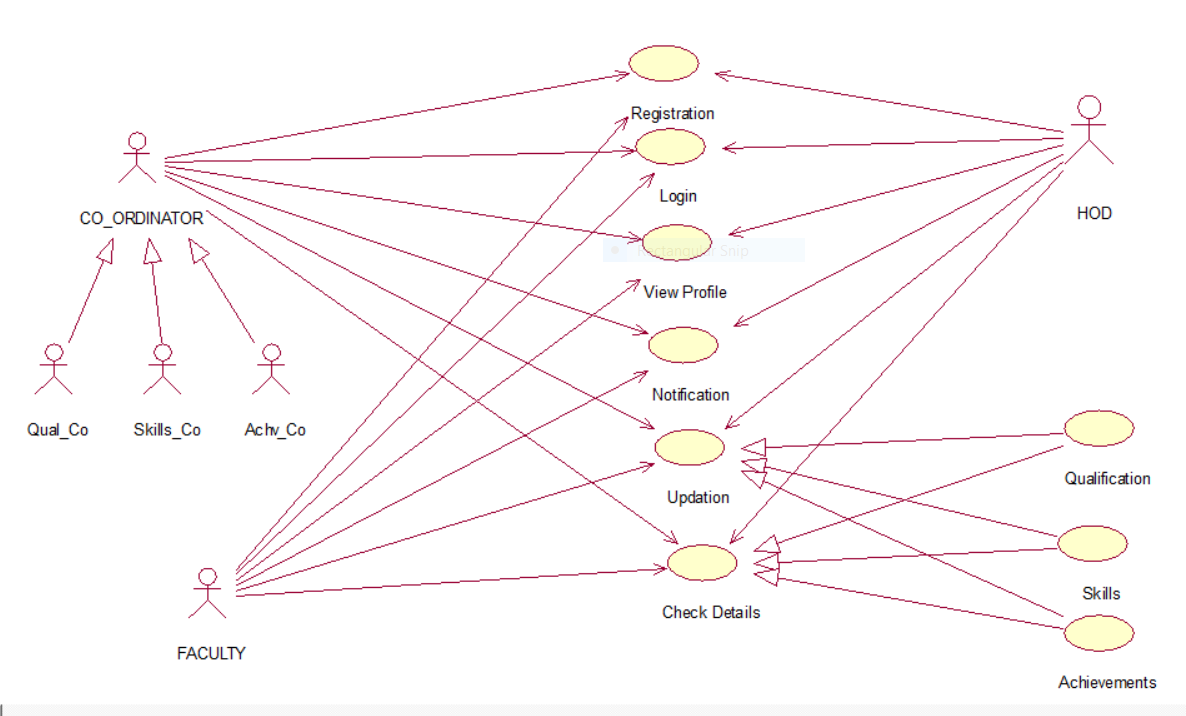 Registration
CO_ORDINATOR
Login
HOD
Rectangular Snip
View Profile
Notification
Qual_Co
Skills_Co
Achv_Co
Qualification
Updation
Skills
Check Details
FACULTY
Achievements